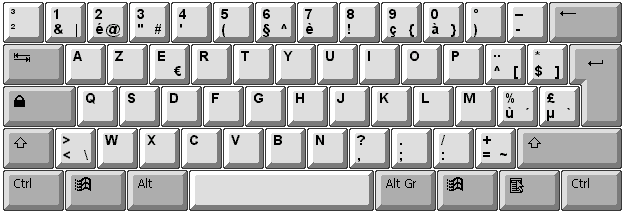 ³ 1 2 3 4 5 6 7 8 9 0 ° _
² & | é @ " # ' ( § ^ è ! ç { à } ) -
A Z E R T Y U I O P ¨ *
€ ^ [ $ ]
Q S D F G H J K L M % £
ù ´ µ `
> W X C V B N ? . / +
< \ , ; : = ~
Ctrl Alt Alt Gr Ctrl